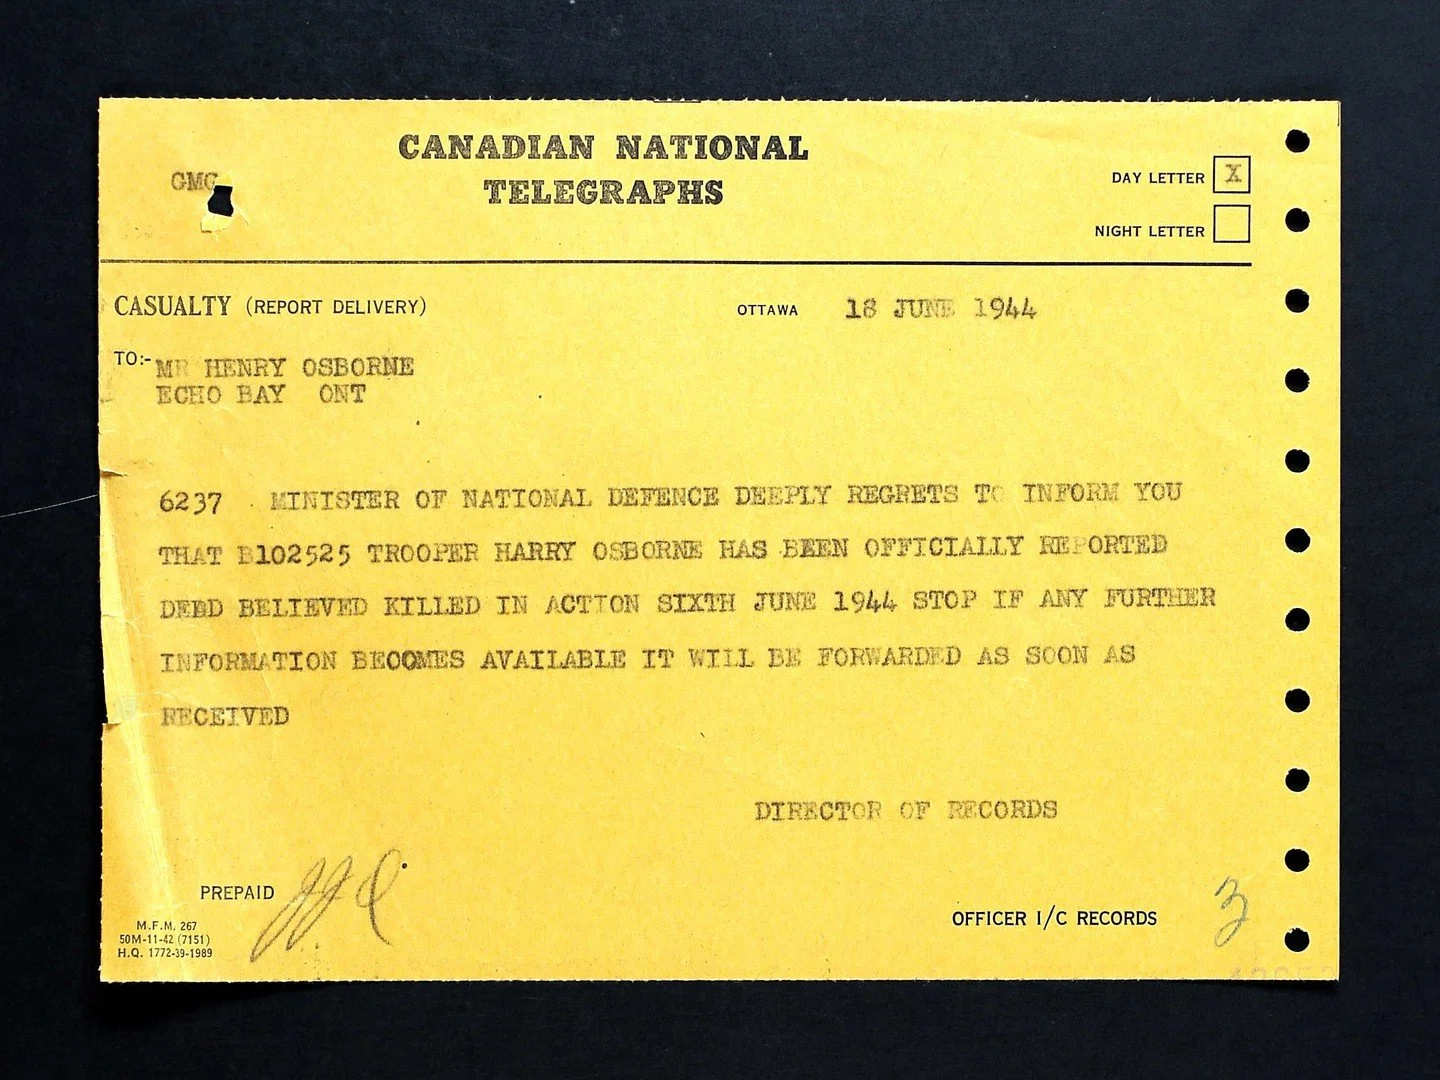 CANADIAN NATIONAL
TELEGRAPHS
GMC
DAY LETTER X
NIGHT LETTER
CASUALTY (REPORT DELIVERY)
OTTAWA 18 JUNE 1944
TO:- MR HENRY OSBORNE
ECHO BAY ONT
6237 MINISTER OF NATIONAL DEFENCE DEEPLY REGRETS TO INFORM YOU
THAT B102525 TROOPER HARRY OSBORNE HAS BEEN OFFICIALLY REPORTED
DEBD BELIEVED KILLED IN ACTION SIXTH JUNE 1944 STOP IF ANY FURTHER
INFORMATION BECOMES AVAILABLE IT WILL BE FORWARDED AS SOON AS
RECEIVED
DIRECTOR OF RECORDS
PREPAID
M.F.M. 267
50M-11-42 (7151)
H.Q. 1772-39-1989
OFFICER I/C RECORDS
3